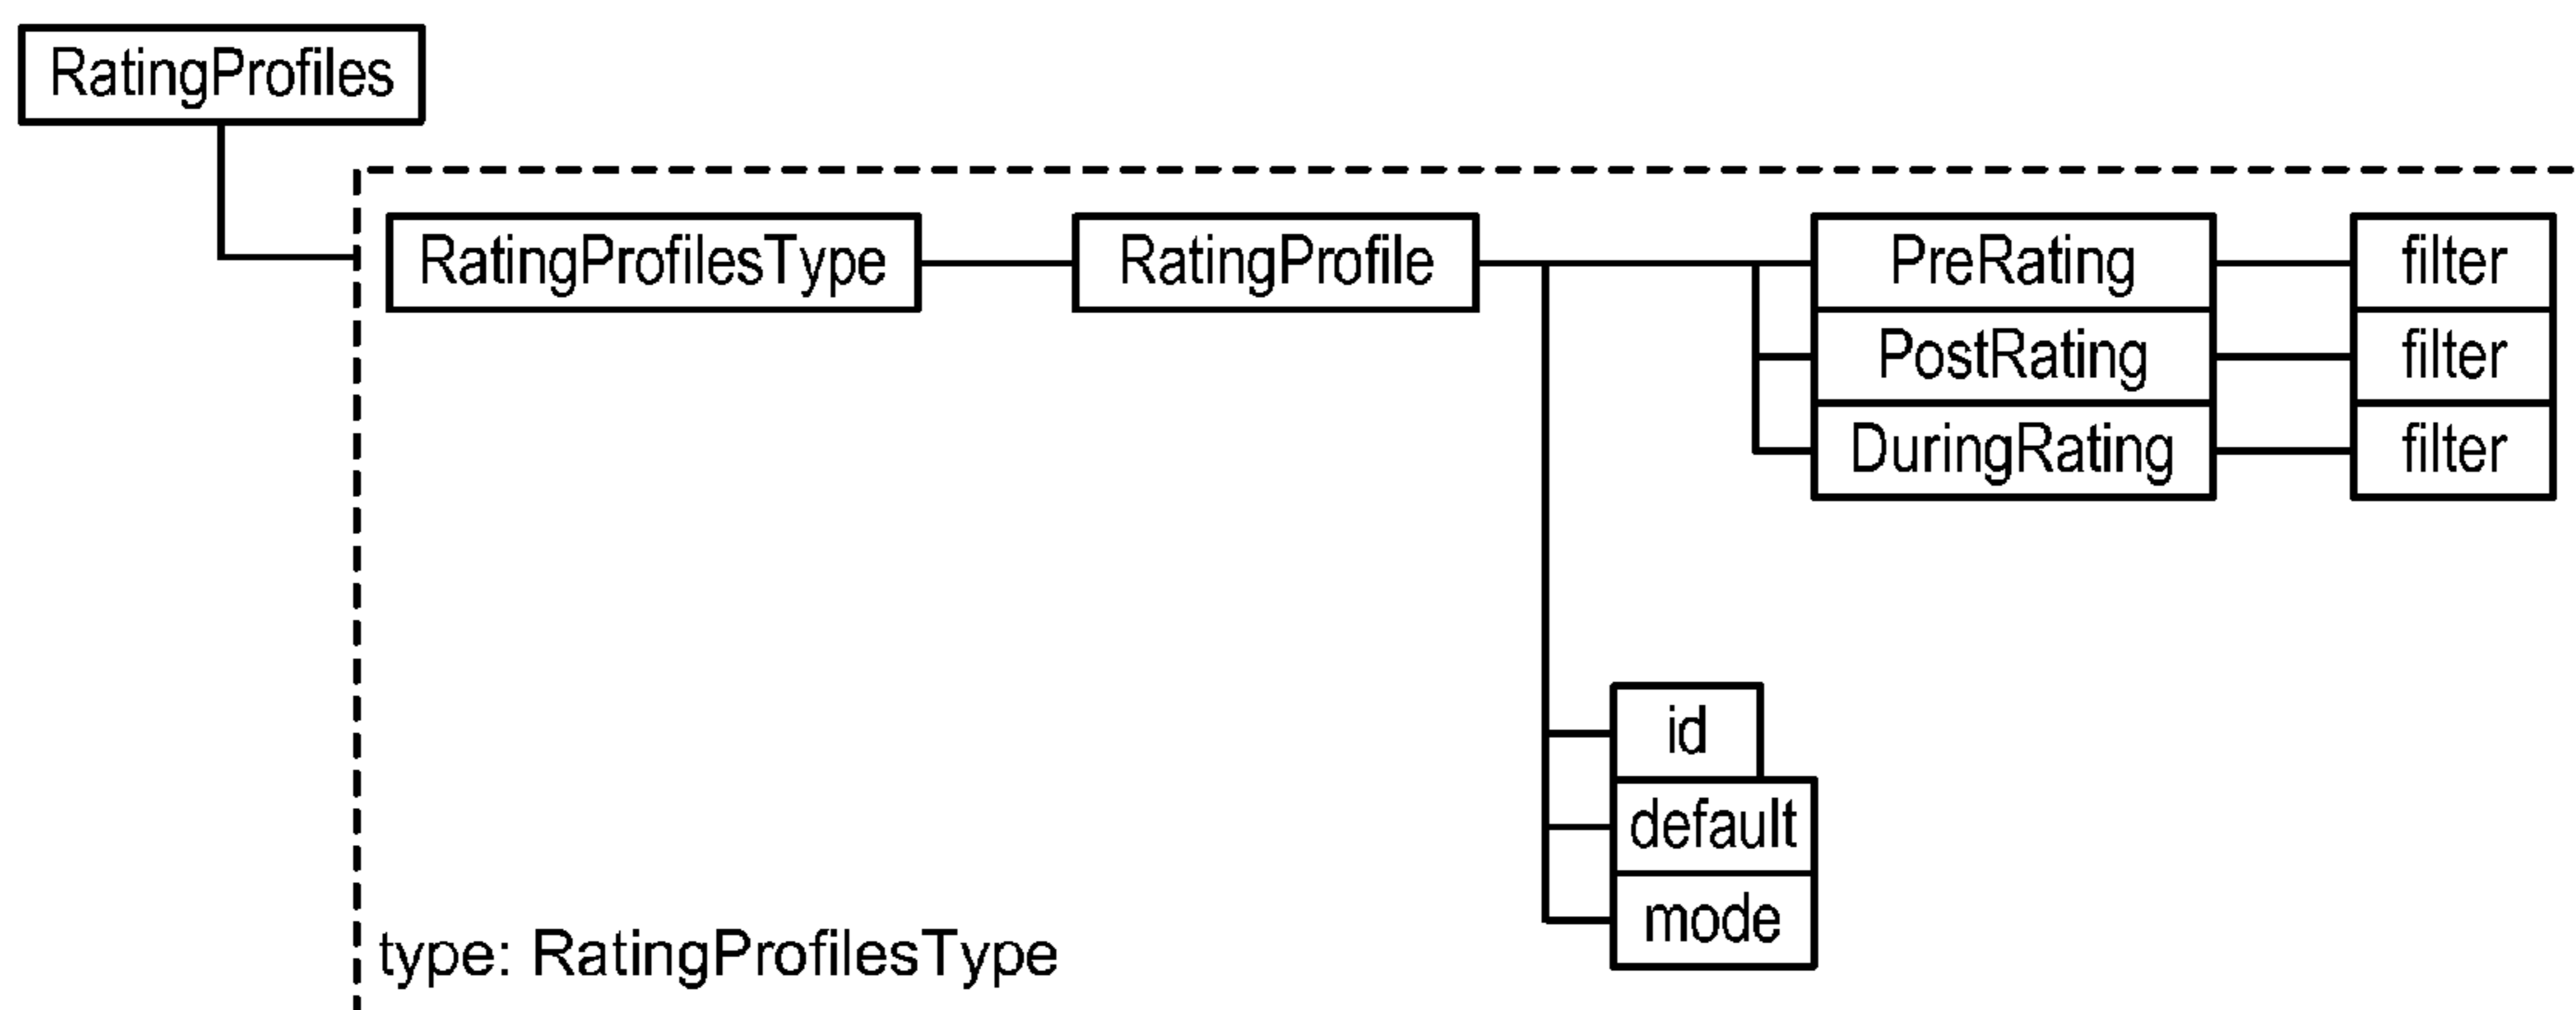 RatingProfiles
RatingProfilesType RatingProfile PreRating filter
PostRating filter
DuringRating filter
id
default
mode
type: RatingProfilesType